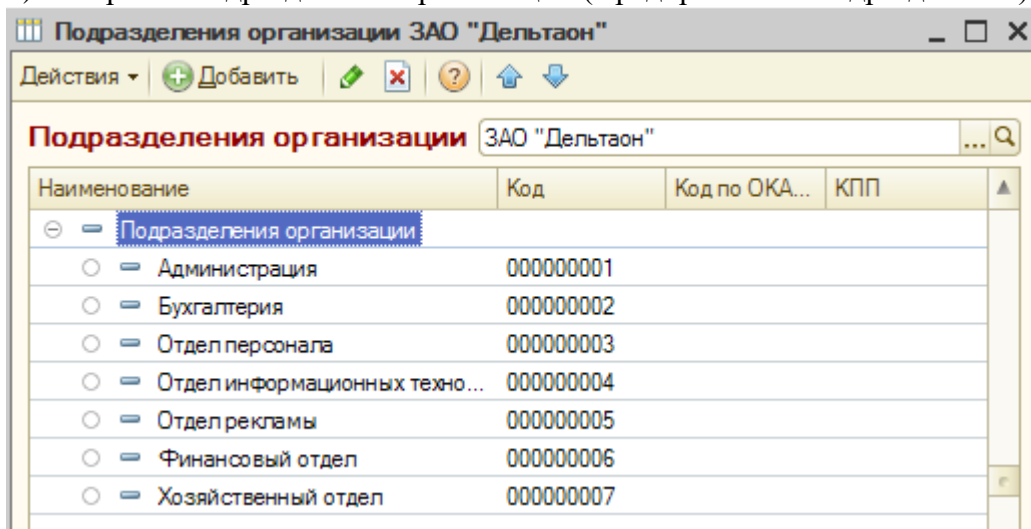 Подразделения организации ЗАО "Дельтаон"
Действия Добавить
Подразделения организации ЗАО "Дельтаон" ...
Наименование Код Код по ОКА... КПП
Подразделения организации
Администрация 000000001
Бухгалтерия 000000002
Отдел персонала 000000003
Отдел информационных техно... 000000004
Отдел рекламы 000000005
Финансовый отдел 000000006
Хозяйственный отдел 000000007